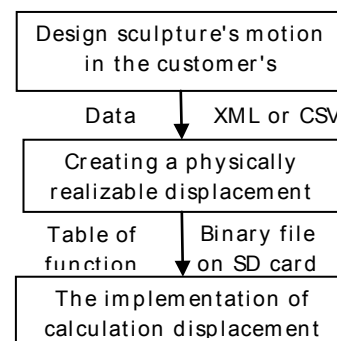 Design sculpture's motion
in the customer's
Data XML or CSV
Creating a physically
realizable displacement
Table of Binary file
function on SD card
The implementation of
calculation displacement